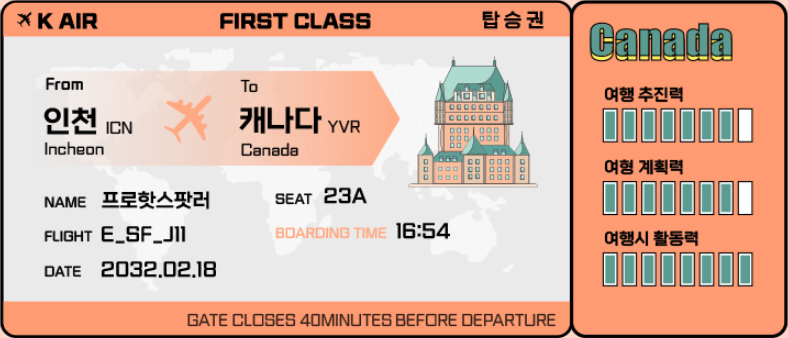 K AIR
FIRST CLASS
탑승권
From
인천 ICN
Incheon
To
캐나다 YVR
Canada
NAME 프로핫스팟러
SEAT 23A
FLIGHT E_SF_J11
BOARDING TIME 16:54
DATE 2032.02.18
GATE CLOSES 40MINUTES BEFORE DEPARTURE
Canada
여행 추진력
여형 계획력
여행시 활동력